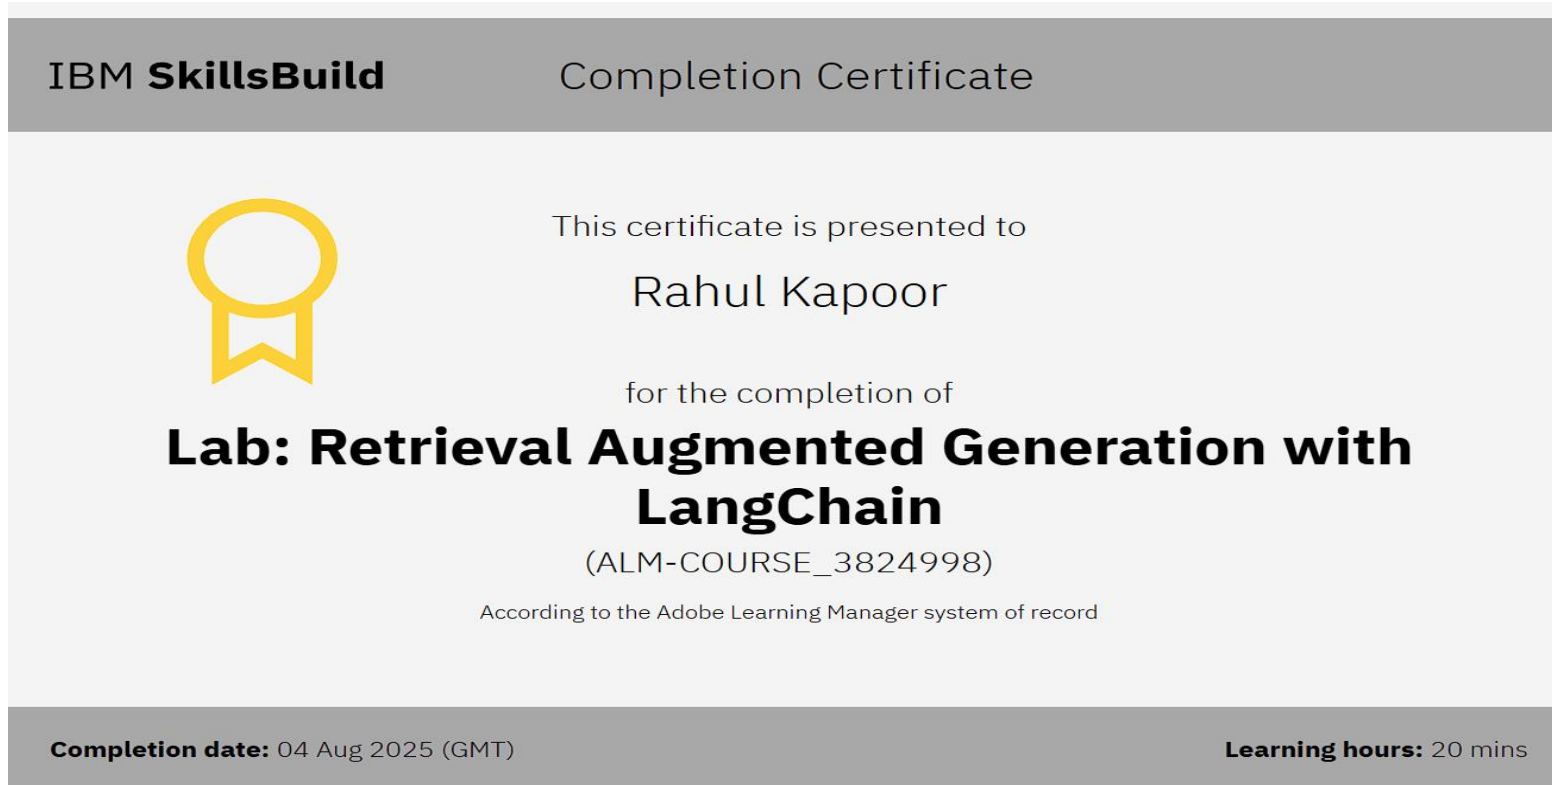 IBM SkillsBuild Completion Certificate
This certificate is presented to
Rahul Kapoor
for the completion of
Lab: Retrieval Augmented Generation with
LangChain
(ALM-COURSE_3824998)
According to the Adobe Learning Manager system of record
Completion date: 04 Aug 2025 (GMT) Learning hours: 20 mins